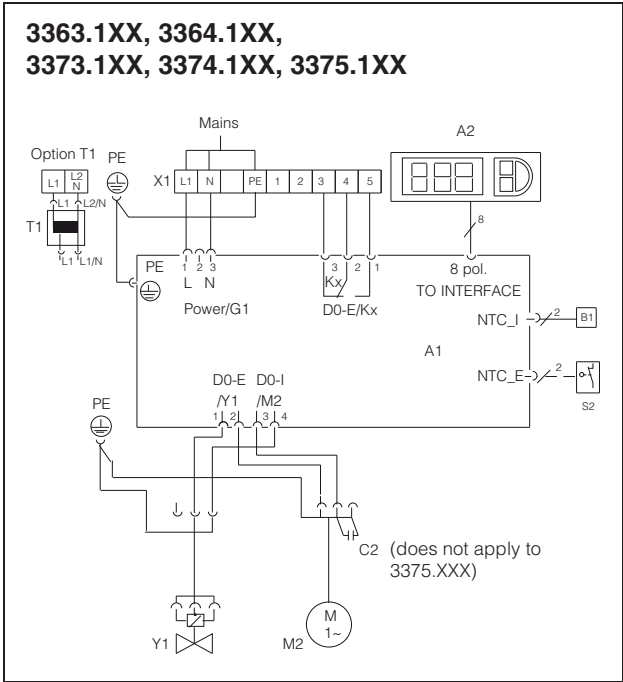 3363.1XX, 3364.1XX,
3373.1XX, 3374.1XX, 3375.1XX
Mains
A2
Option T1
PE
L1
L2
N
X1
L1 N PE 1 2 3 4 5
L1 L2/N
T1
L1 L1/N
8
PE
1 2 3
L N
Power/G1
3 2 1
Kx
D0-E/Kx
8 pol.
TO INTERFACE
NTC_I
2
B1
A1
NTC_E
2
S2
D0-E D0-I
/Y1 /M2
1 2 3 4
PE
C2 (does not apply to
3375.XXX)
Y1
M2
M
1~